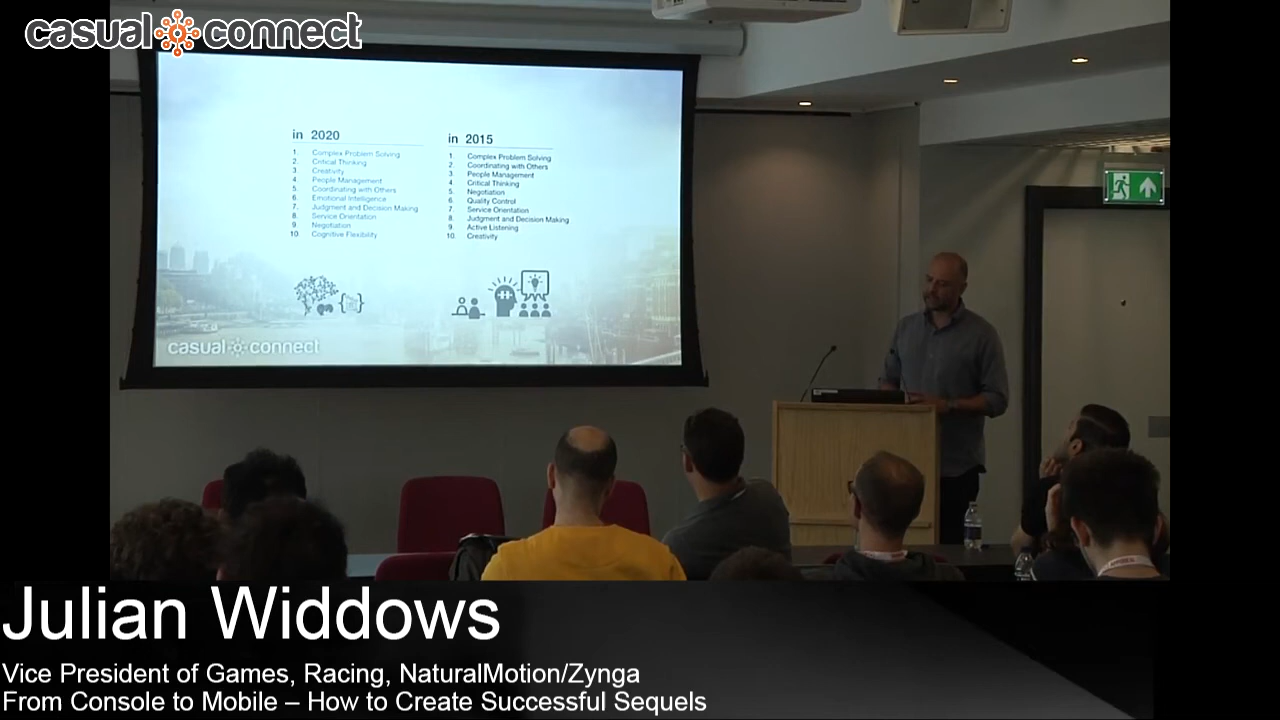 casual connect
in 2020
1. Complex Problem Solving
2. Critical Thinking
3. Creativity
4. People Management
5. Coordinating with Others
6. Emotional Intelligence
7. Judgment and Decision Making
8. Service Orientation
9. Negotiation
10. Cognitive Flexibility
in 2015
1. Complex Problem Solving
2. Coordinating with Others
3. People Management
4. Critical Thinking
5. Negotiation
6. Quality Control
7. Service Orientation
8. Judgment and Decision Making
9. Active Listening
10. Creativity
casual connect
Julian Widdows
Vice President of Games, Racing, NaturalMotion/Zynga
From Console to Mobile – How to Create Successful Sequels